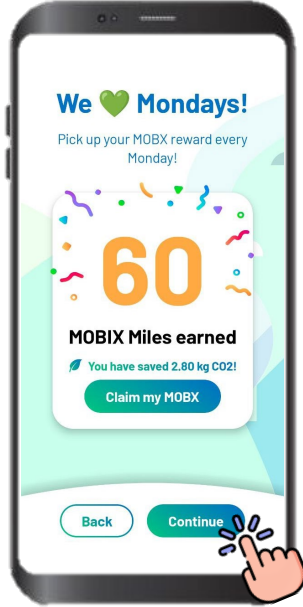 We 💚 Mondays!
Pick up your MOBX reward every
Monday!
60
MOBIX Miles earned
You have saved 2.80 kg CO2!
Claim my MOBX
Back
Continue